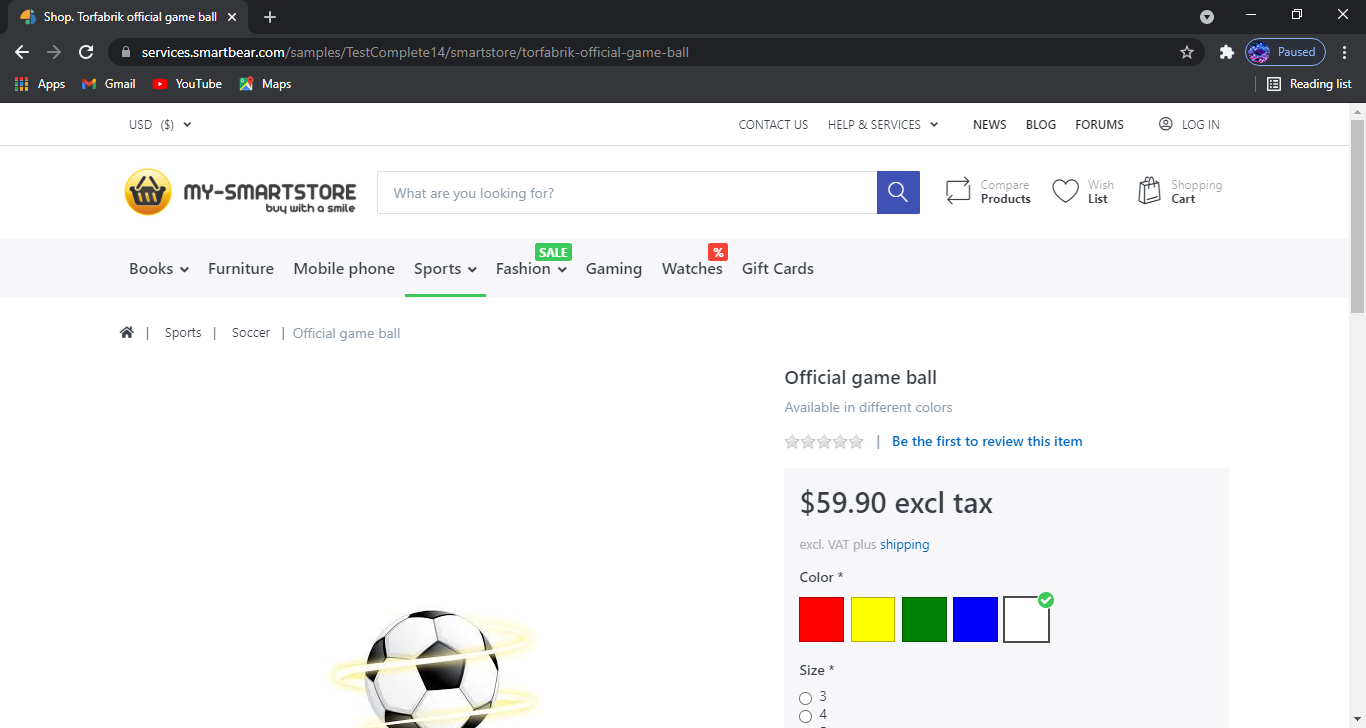 Shop. Torfabrik official game ball
services.smartbear.com/samples/TestComplete14/smartstore/torfabrik-official-game-ball
Paused
Apps Gmail YouTube Maps Reading list
USD ($) CONTACT US HELP & SERVICES NEWS BLOG FORUMS LOG IN
MY-SMARTSTORE
buy with a smile
What are you looking for?
Compare
Products
Wish
List
Shopping
Cart
SALE %
Books Furniture Mobile phone Sports Fashion Gaming Watches Gift Cards
| Sports | Soccer | Official game ball
Official game ball
Available in different colors
| Be the first to review this item
$59.90 excl tax
excl. VAT plus shipping
Color *
Size *
3
4